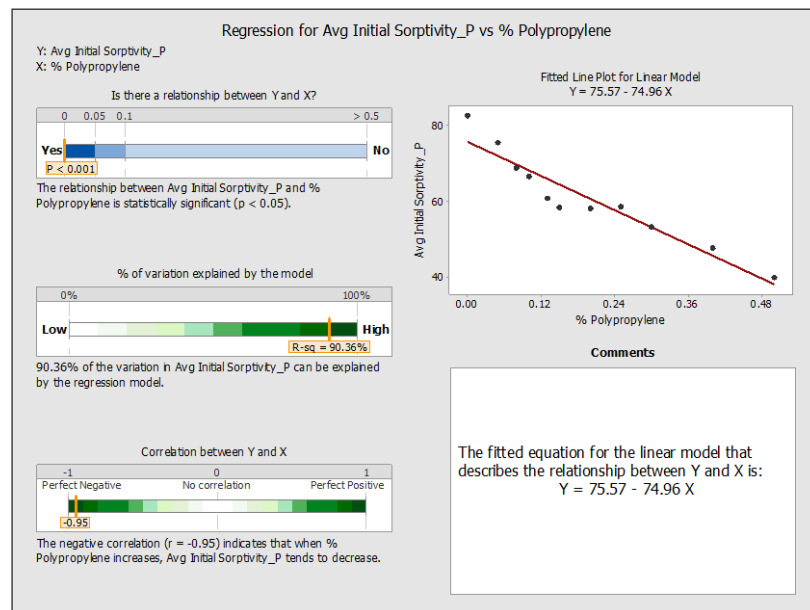 Regression for Avg Initial Sorptivity_P vs % Polypropylene
Y: Avg Initial Sorptivity_P
X: % Polypropylene
Is there a relationship between Y and X?
0 0.05 0.1 > 0.5
Yes No
P < 0.001
The relationship between Avg Initial Sorptivity_P and %
Polypropylene is statistically significant (p < 0.05).
% of variation explained by the model
0% 100%
Low High
R-sq = 90.36%
90.36% of the variation in Avg Initial Sorptivity_P can be explained
by the regression model.
Correlation between Y and X
-1 0 1
Perfect Negative No correlation Perfect Positive
-0.95
The negative correlation (r = -0.95) indicates that when %
Polypropylene increases, Avg Initial Sorptivity_P tends to decrease.
Fitted Line Plot for Linear Model
Y = 75.57 - 74.96 X
Avg Initial Sorptivity_P
80
60
40
0.00 0.12 0.24 0.36 0.48
% Polypropylene
Comments
The fitted equation for the linear model that
describes the relationship between Y and X is:
Y = 75.57 - 74.96 X